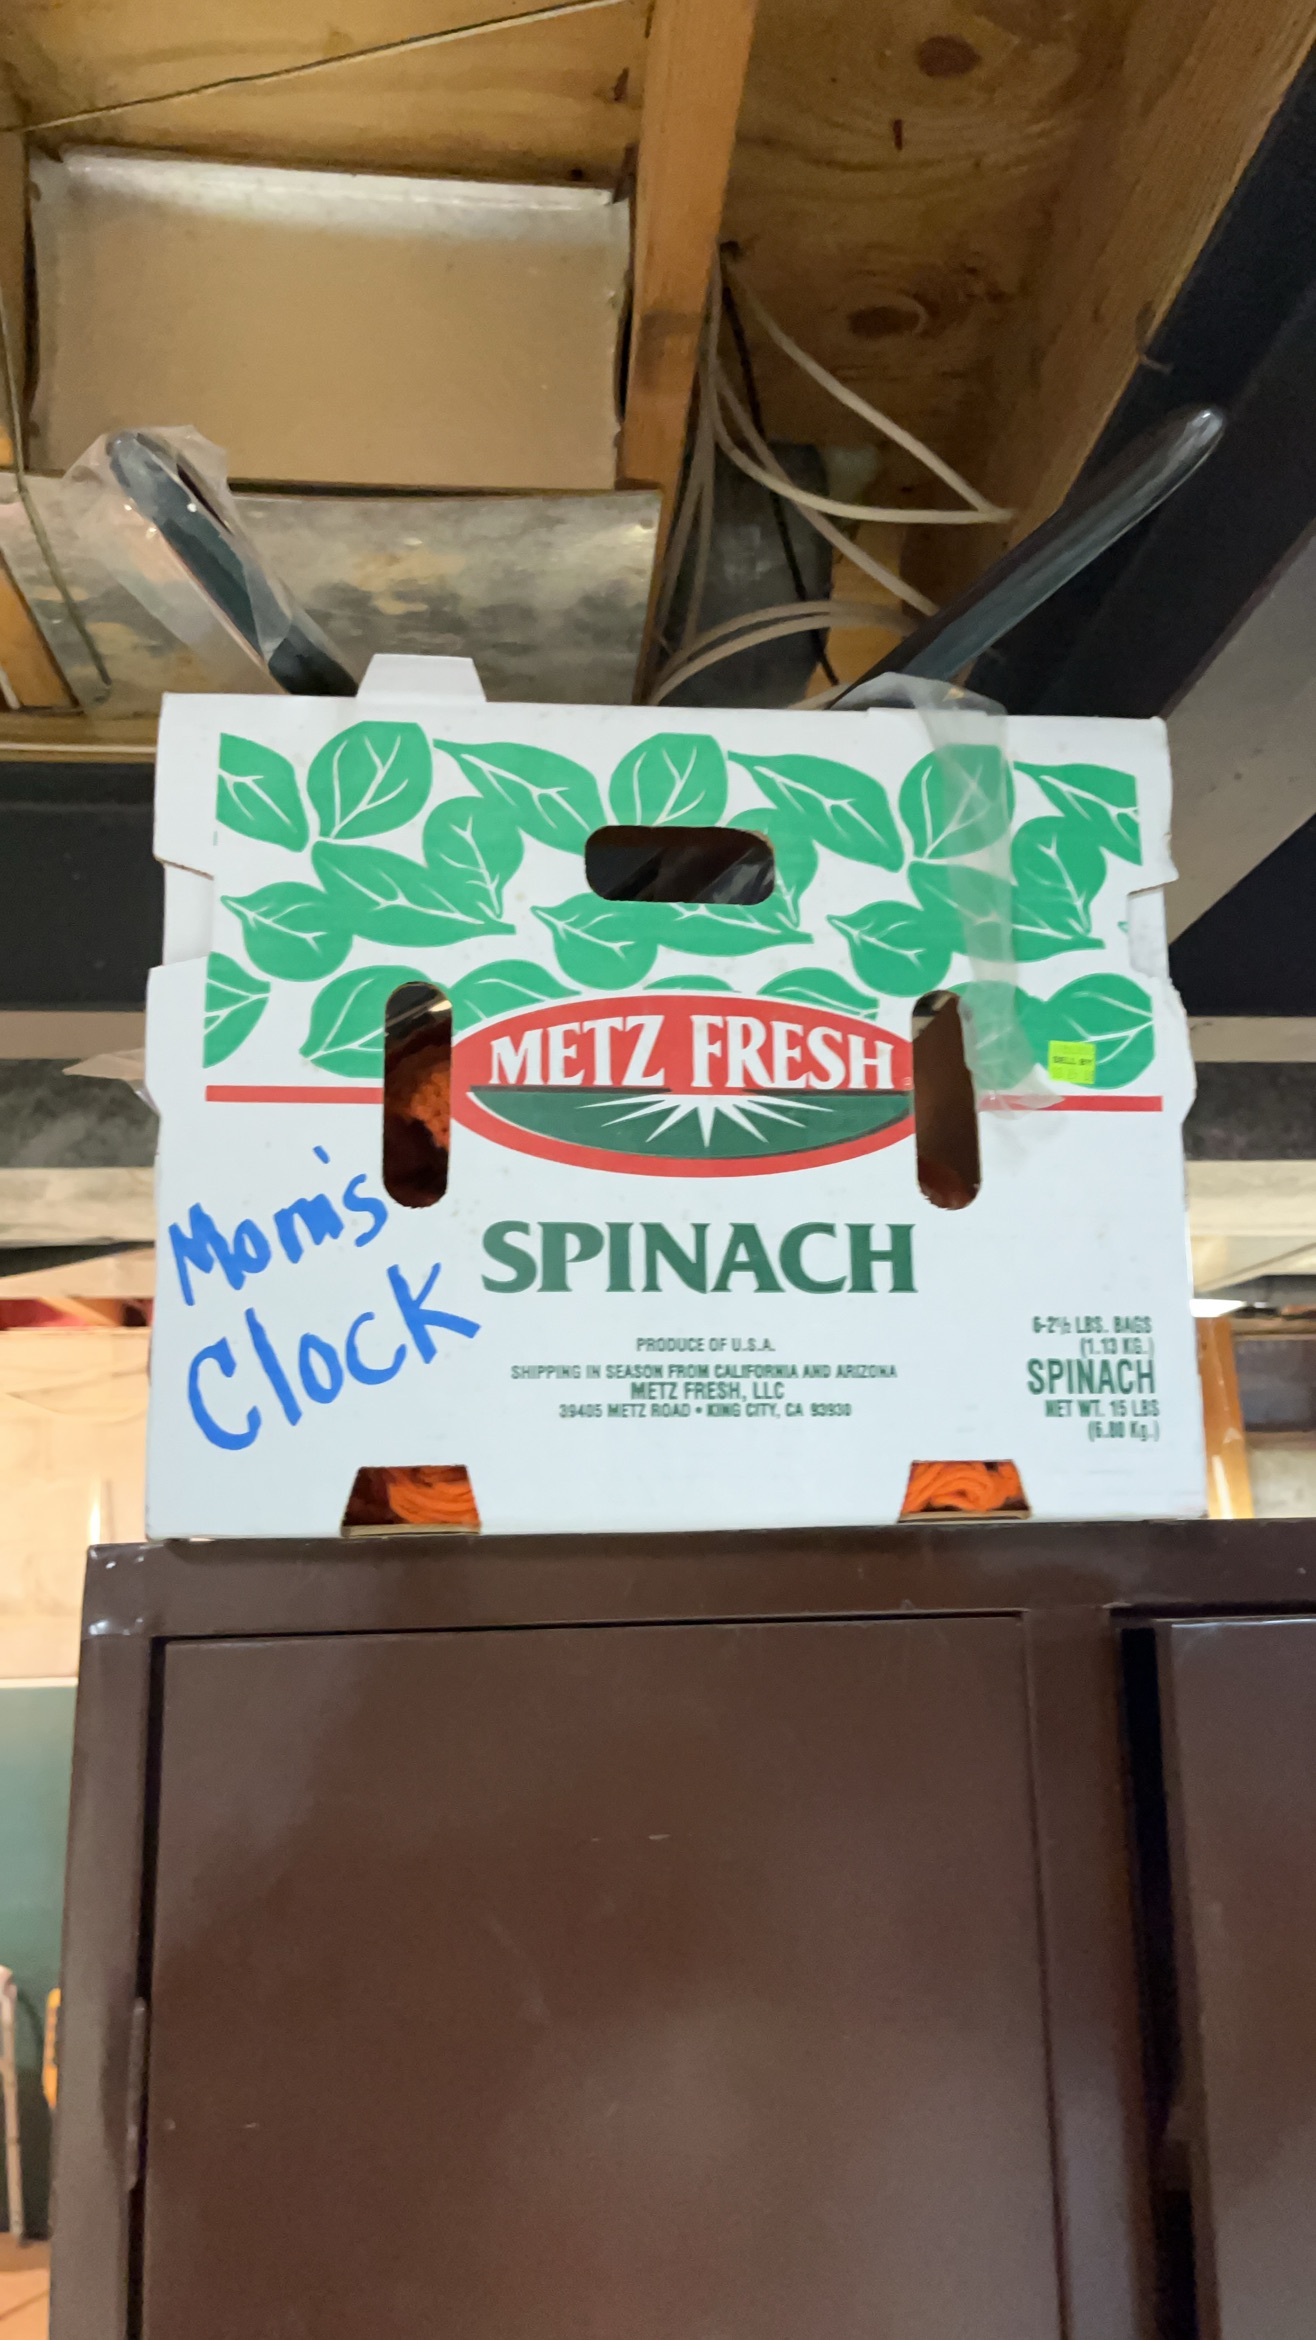 METZ FRESH
SELL BY
Mom's
Clock
SPINACH
PRODUCE OF U.S.A.
SHIPPING IN SEASON FROM CALIFORNIA AND ARIZONA
METZ FRESH, LLC
39405 METZ ROAD • KING CITY, CA 93930
6-2½ LBS. BAGS
(1.13 KG.)
SPINACH
NET WT. 15 LBS
(6.80 Kg.)